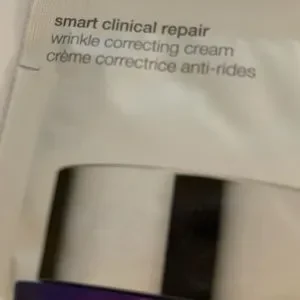 smart clinical repair
wrinkle correcting cream
crème correctrice anti-rides